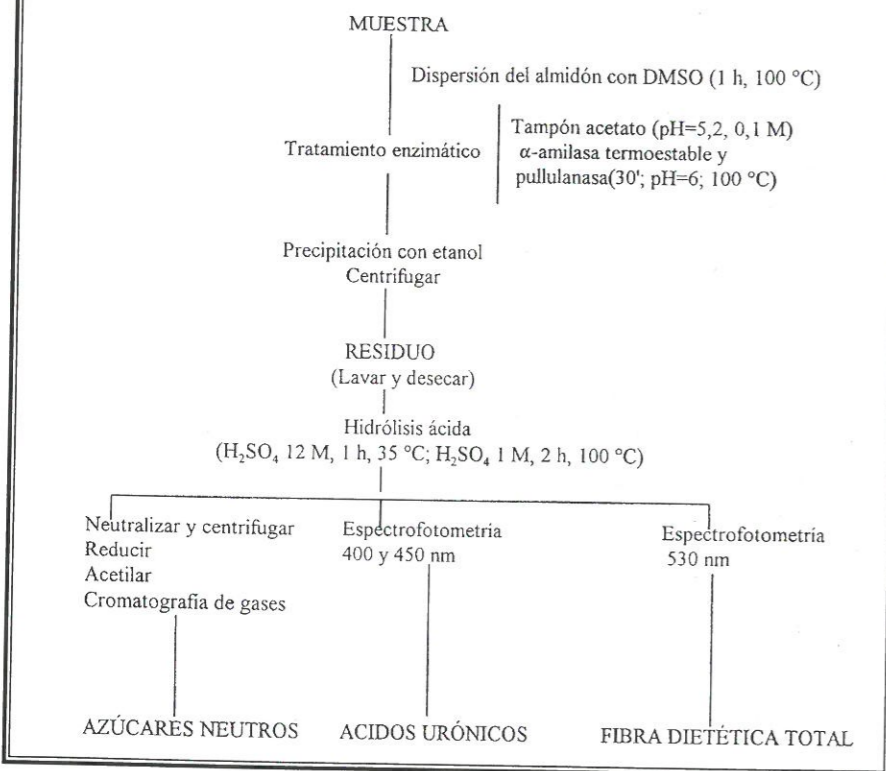 MUESTRA
Dispersión del almidón con DMSO (1 h, 100 °C)
Tratamiento enzimático
Tampón acetato (pH=5,2, 0,1 M)
α-amilasa termoestable y
pullulanasa(30'; pH=6; 100 °C)
Precipitación con etanol
Centrifugar
RESIDUO
(Lavar y desecar)
Hidrólisis ácida
(H₂SO₄ 12 M, 1 h, 35 °C; H₂SO₄ 1 M, 2 h, 100 °C)
Neutralizar y centrifugar
Reducir
Acetilar
Cromatografía de gases
Espectrofotometria
400 y 450 nm
Espectrofotometría
530 nm
AZÚCARES NEUTROS
ACIDOS URÓNICOS
FIBRA DIETÉTICA TOTAL